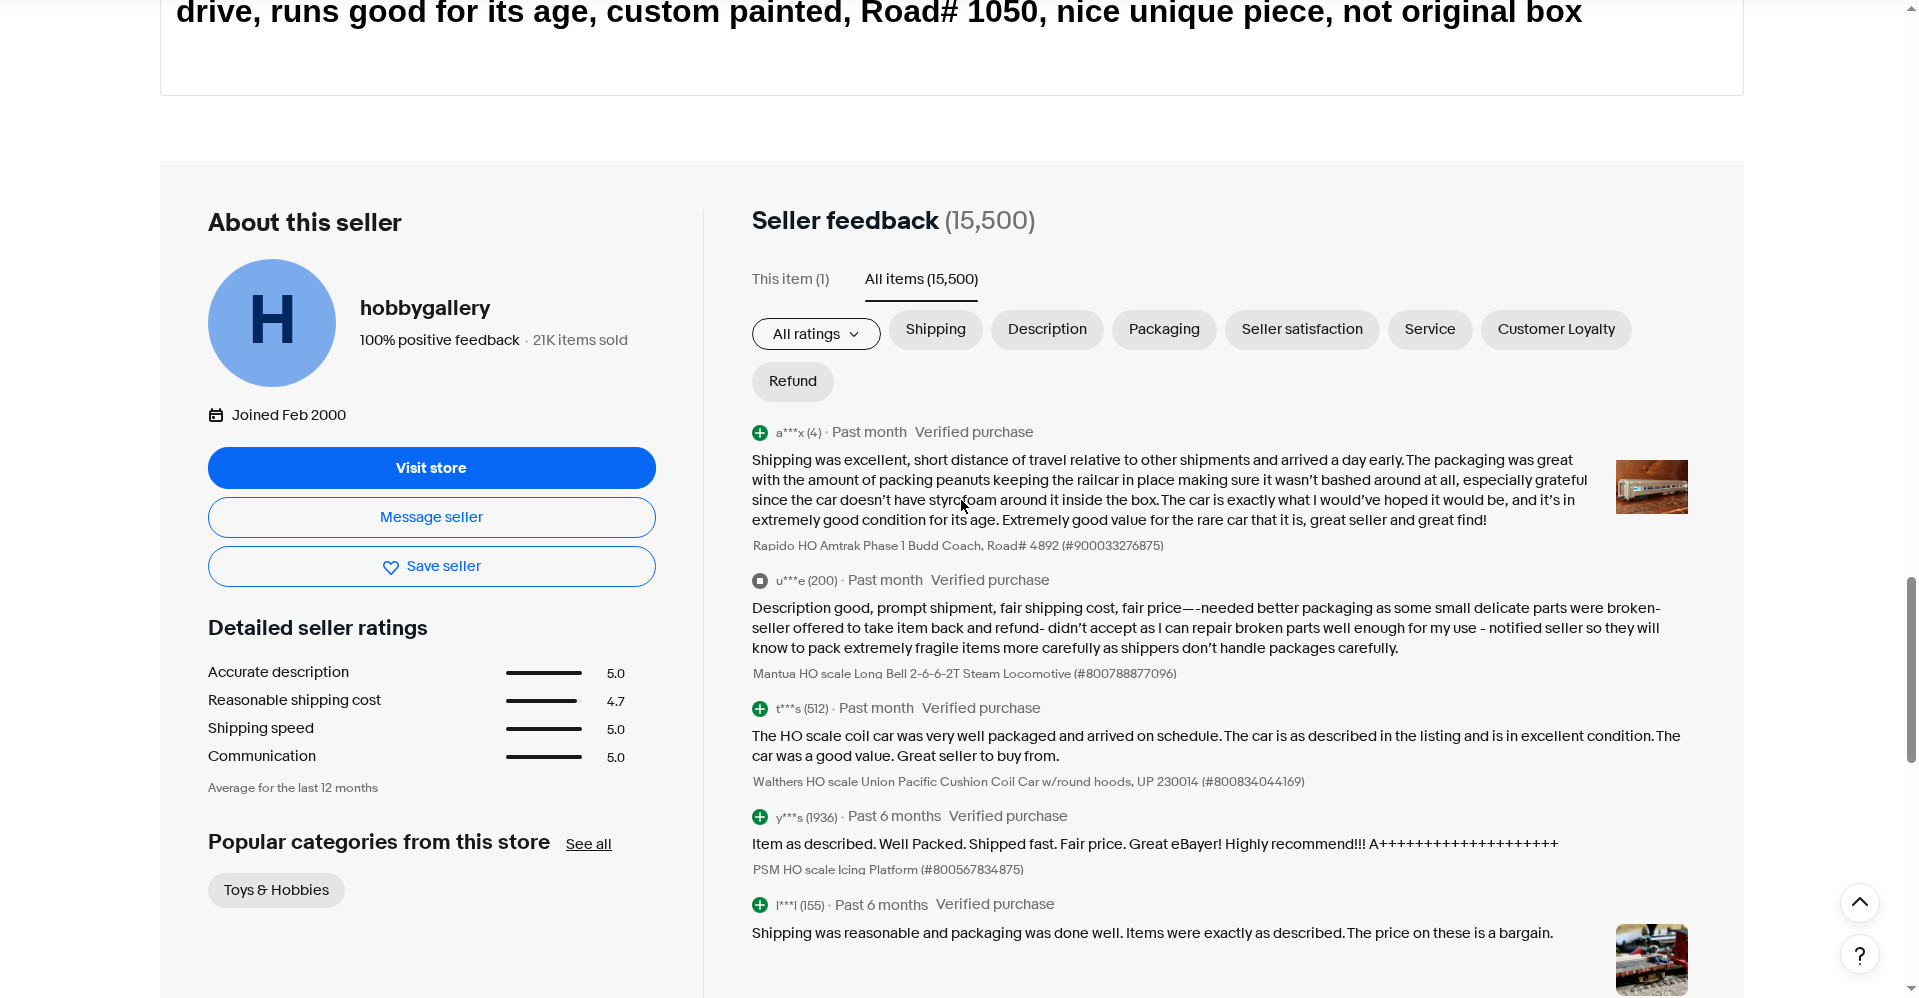 drive, runs good for its age, custom painted, Road# 1050, nice unique piece, not original box
About this seller
H
hobbygallery
100% positive feedback • 21K items sold
Joined Feb 2000
Visit store
Message seller
Save seller
Detailed seller ratings
Accurate description 5.0
Reasonable shipping cost 4.7
Shipping speed 5.0
Communication 5.0
Average for the last 12 months
Popular categories from this store See all
Toys & Hobbies
Seller feedback (15,500)
This item (1) All items (15,500)
All ratings Shipping Description Packaging Seller satisfaction Service Customer Loyalty
Refund
a***x (4) • Past month Verified purchase
Shipping was excellent, short distance of travel relative to other shipments and arrived a day early. The packaging was great
with the amount of packing peanuts keeping the railcar in place making sure it wasn’t bashed around at all, especially grateful
since the car doesn’t have styrofoam around it inside the box. The car is exactly what I would’ve hoped it would be, and it’s in
extremely good condition for its age. Extremely good value for the rare car that it is, great seller and great find!
Rapido HO Amtrak Phase 1 Budd Coach, Road# 4892 (#900033276875)
u***e (200) • Past month Verified purchase
Description good, prompt shipment, fair shipping cost, fair price—-needed better packaging as some small delicate parts were broken-
seller offered to take item back and refund- didn’t accept as I can repair broken parts well enough for my use - notified seller so they will
know to pack extremely fragile items more carefully as shippers don’t handle packages carefully.
Mantua HO scale Long Bell 2-6-6-2T Steam Locomotive (#800788877096)
t***s (512) • Past month Verified purchase
The HO scale coil car was very well packaged and arrived on schedule. The car is as described in the listing and is in excellent condition. The
car was a good value. Great seller to buy from.
Walthers HO scale Union Pacific Cushion Coil Car w/round hoods, UP 230014 (#800834044169)
y***s (1936) • Past 6 months Verified purchase
Item as described. Well Packed. Shipped fast. Fair price. Great eBayer! Highly recommend!!! A++++++++++++++++++++
PSM HO scale Icing Platform (#800567834875)
l***l (155) • Past 6 months Verified purchase
Shipping was reasonable and packaging was done well. Items were exactly as described. The price on these is a bargain.
?